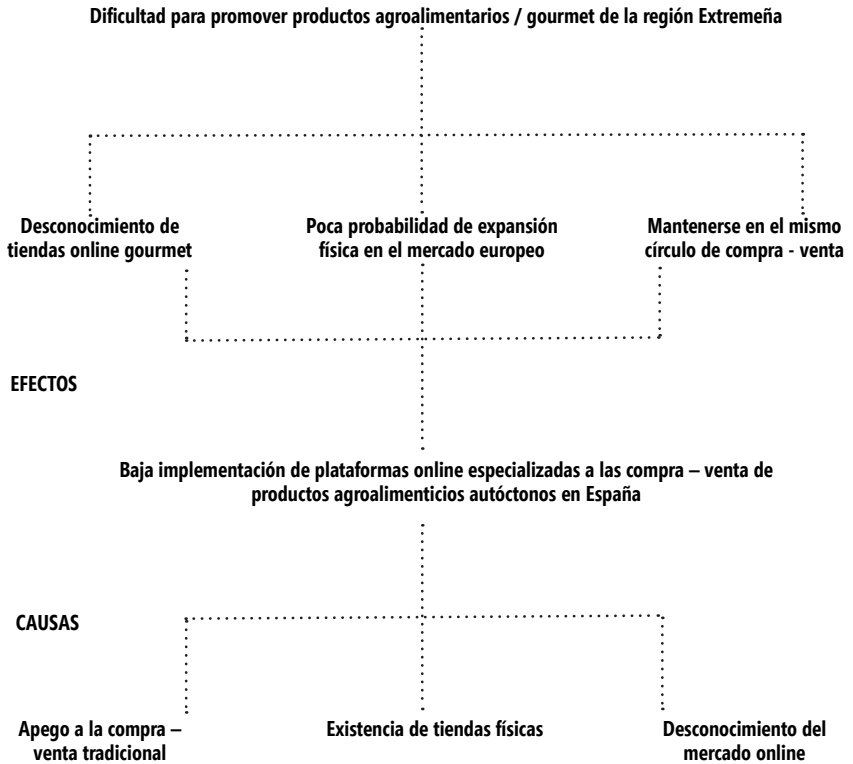 Dificultad para promover productos agroalimentarios / gourmet de la región Extremeña
Desconocimiento de
tiendas online gourmet
Poca probabilidad de expansión
física en el mercado europeo
Mantenerse en el mismo
círculo de compra - venta
EFECTOS
Baja implementación de plataformas online especializadas a las compra – venta de
productos agroalimenticios autóctonos en España
CAUSAS
Apego a la compra –
venta tradicional
Existencia de tiendas físicas
Desconocimiento del
mercado online